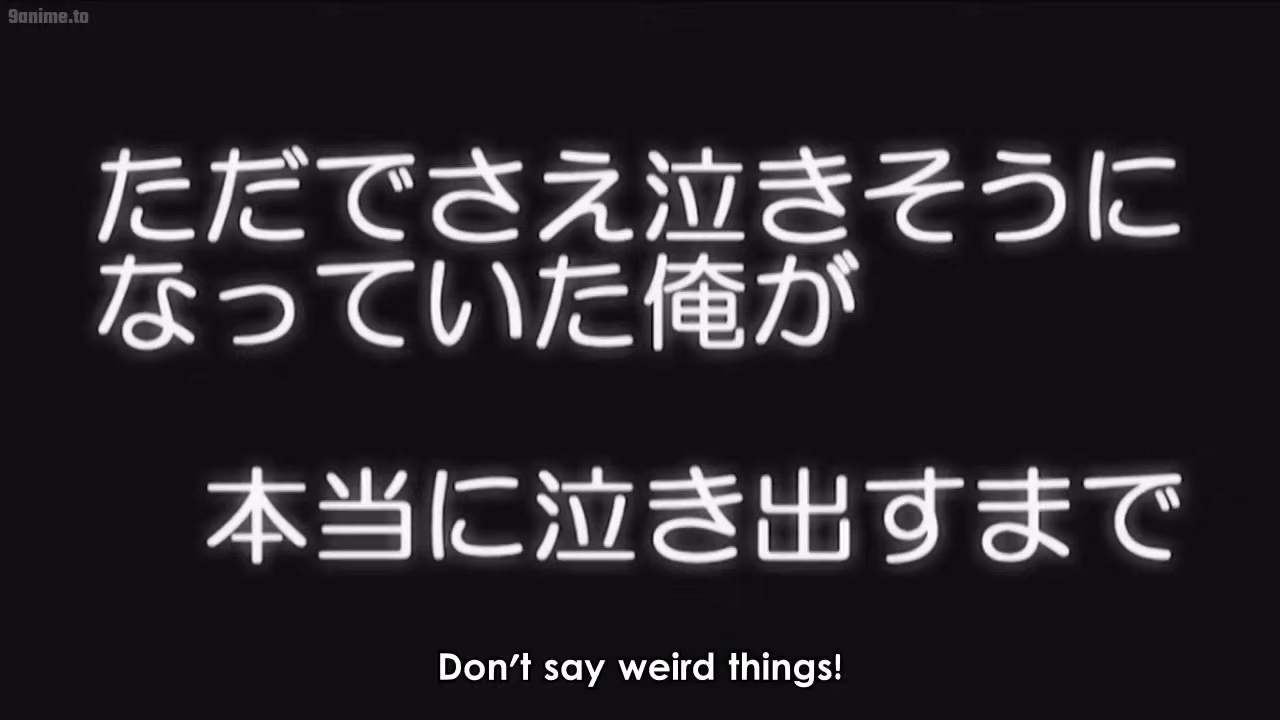 9anime.to
ただでさえ泣きそうに
なっていた俺が
本当に泣き出すまで
Don't say weird things!